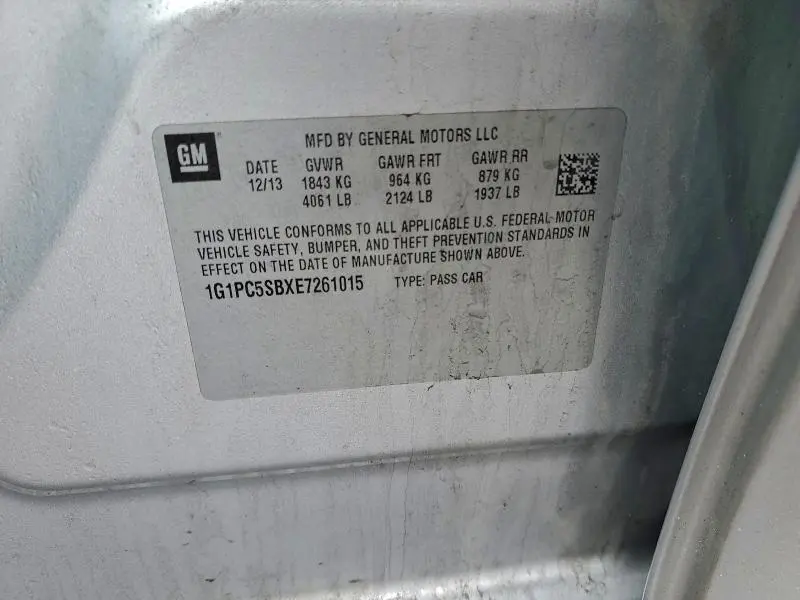 GM
MFD BY GENERAL MOTORS LLC
DATE GVWR GAWR FRT GAWR RR
12/13 1843 KG 964 KG 879 KG
4061 LB 2124 LB 1937 LB
THIS VEHICLE CONFORMS TO ALL APPLICABLE U.S. FEDERAL MOTOR
VEHICLE SAFETY, BUMPER, AND THEFT PREVENTION STANDARDS IN
EFFECT ON THE DATE OF MANUFACTURE SHOWN ABOVE.
1G1PC5SBXE7261015 TYPE: PASS CAR